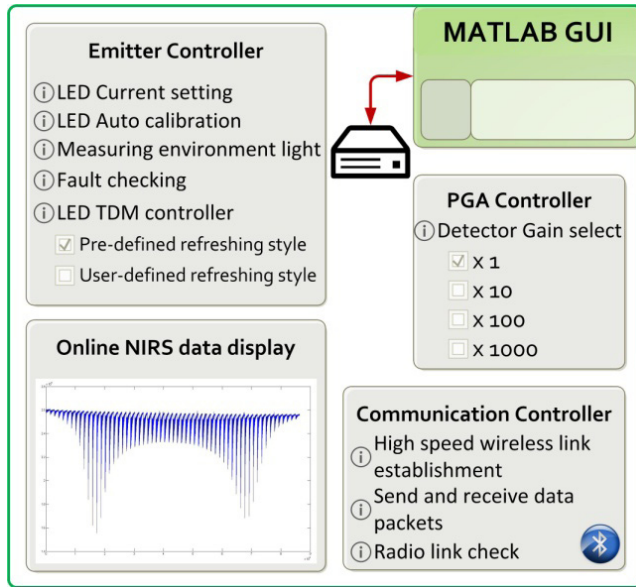 Emitter Controller
LED Current setting
LED Auto calibration
Measuring environment light
Fault checking
LED TDM controller
Pre-defined refreshing style
User-defined refreshing style
MATLAB GUI
PGA Controller
Detector Gain select
x 1
x 10
x 100
x 1000
Online NIRS data display
Communication Controller
High speed wireless link
establishment
Send and receive data
packets
Radio link check